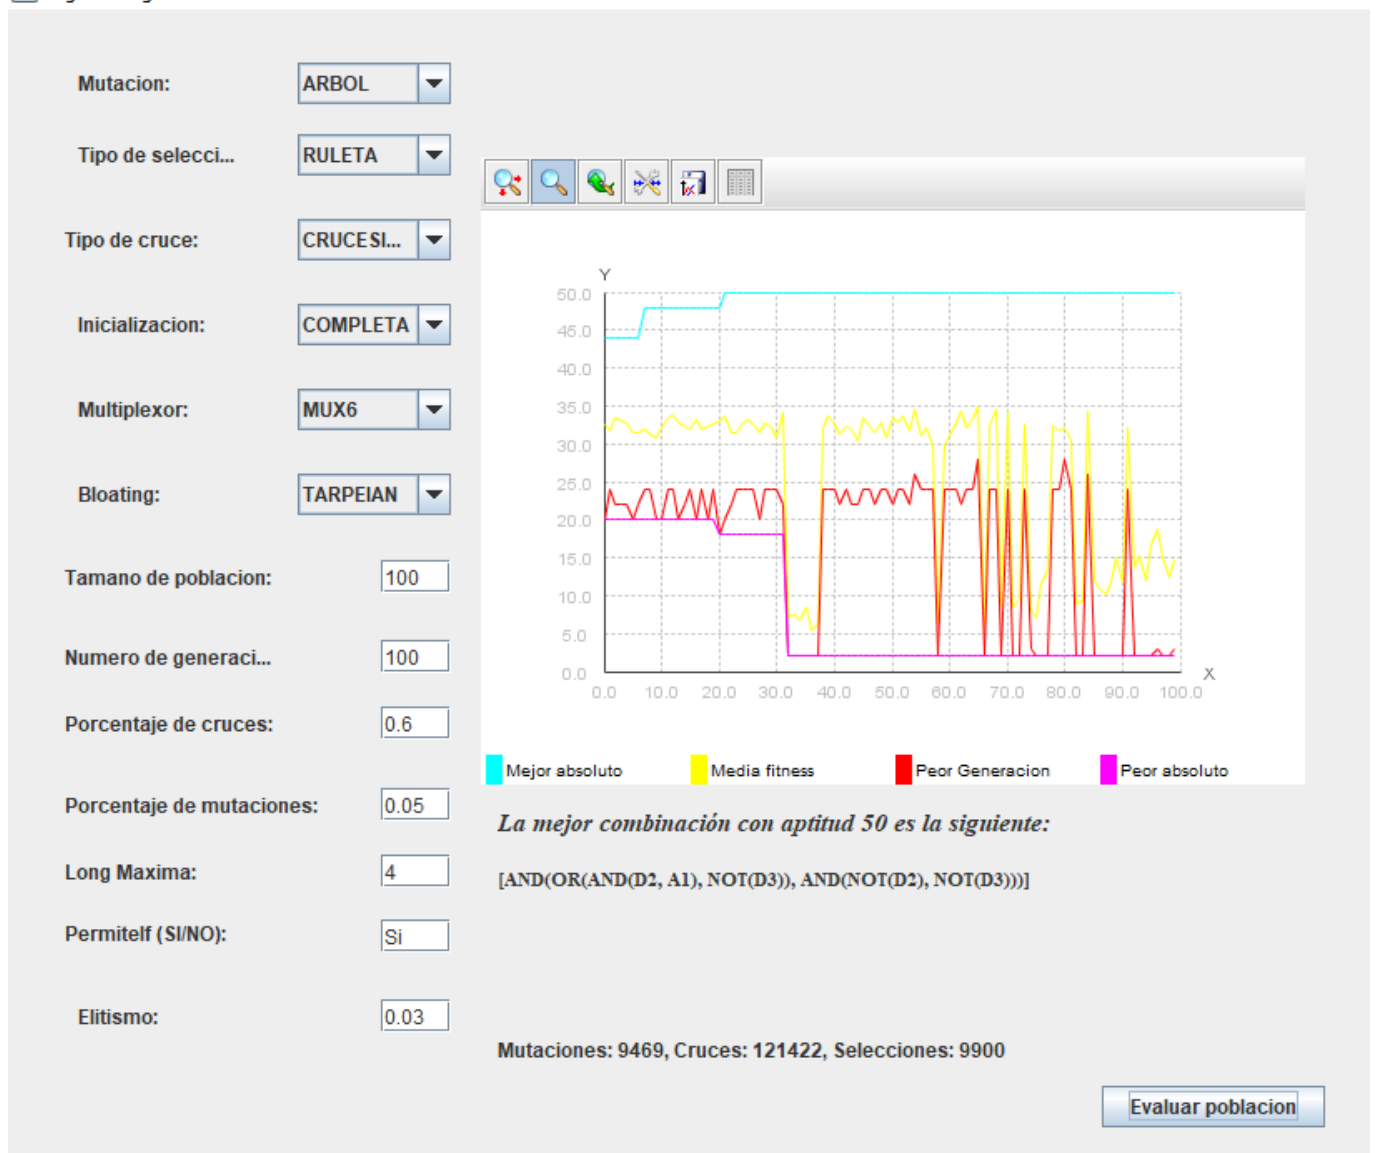 Mutacion:
ARBOL
Tipo de selecci...
RULETA
Tipo de cruce:
CRUCESI...
Inicializacion:
COMPLETA
Multiplexor:
MUX6
Bloating:
TARPEIAN
Tamano de poblacion:
100
Numero de generaci...
100
Porcentaje de cruces:
0.6
Porcentaje de mutaciones:
0.05
Long Maxima:
4
PermiteIf (SI/NO):
Si
Elitismo:
0.03
Y
50.0
45.0
40.0
35.0
30.0
25.0
20.0
15.0
10.0
5.0
0.0
0.0 10.0 20.0 30.0 40.0 50.0 60.0 70.0 80.0 90.0 100.0
X
Mejor absoluto
Media fitness
Peor Generacion
Peor absoluto
La mejor combinación con aptitud 50 es la siguiente:
[AND(OR(AND(D2, A1), NOT(D3)), AND(NOT(D2), NOT(D3)))]
Mutaciones: 9469, Cruces: 121422, Selecciones: 9900
Evaluar poblacion